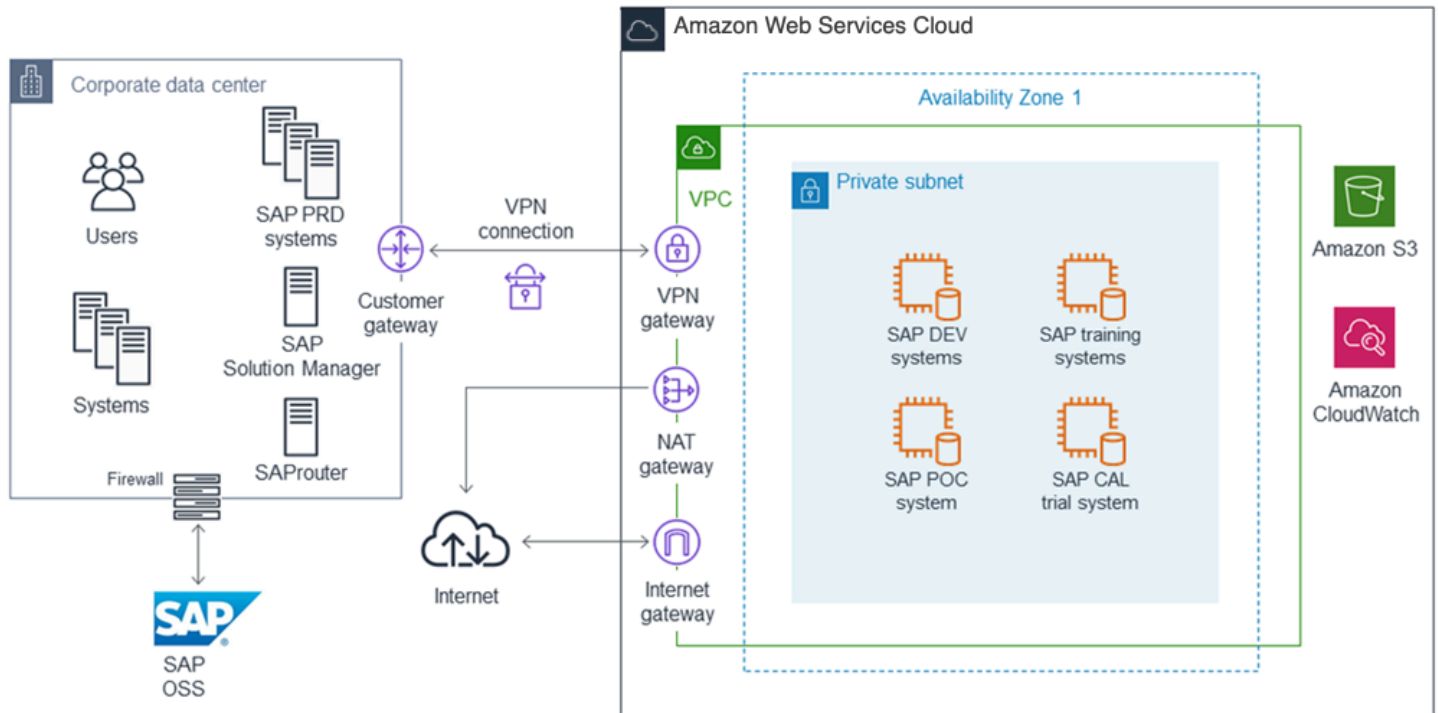 Amazon Web Services Cloud
Corporate data center
Availability Zone 1
VPC
Private subnet
Users
SAP PRD
systems
VPN
connection
Customer
gateway
VPN
gateway
SAP
Solution Manager
Systems
SAProuter
Firewall
NAT
gateway
Internet
Internet
gateway
SAP DEV
systems
SAP training
systems
SAP POC
system
SAP CAL
trial system
Amazon S3
Amazon
CloudWatch
SAP
®
SAP
OSS